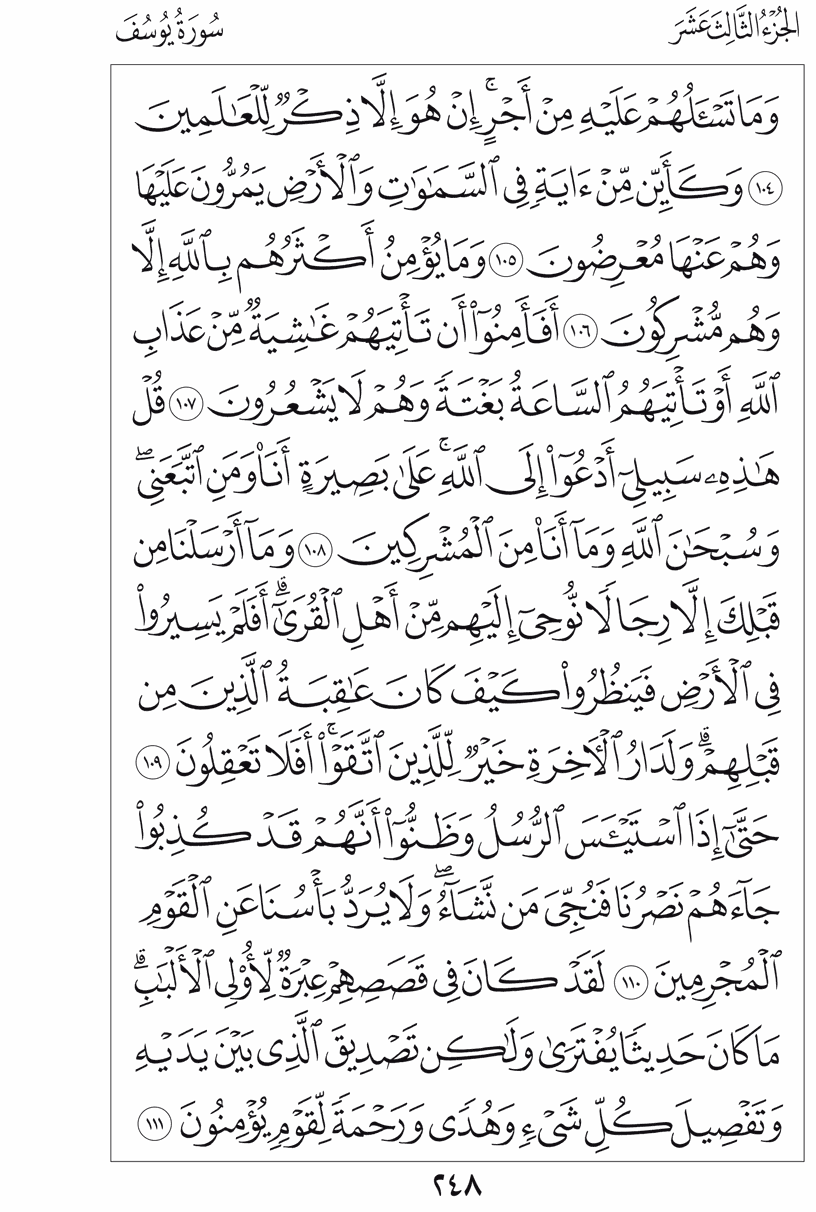 الجُزْءُ الثَّالِثَ عَشَرَ
سُورَةُ يُوسُفَ
وَمَا تَسْـَٔلُهُمْ عَلَيْهِ مِنْ أَجْرٍۚ إِنْ هُوَ إِلَّا ذِكْرٌ لِّلْعَـٰلَمِينَ
١٠٤ وَكَأَيِّن مِّنْ ءَايَةٍ فِى ٱلسَّمَـٰوَٰتِ وَٱلْأَرْضِ يَمُرُّونَ عَلَيْهَا
وَهُمْ عَنْهَا مُعْرِضُونَ ١٠٥ وَمَا يُؤْمِنُ أَكْثَرُهُم بِٱللَّهِ إِلَّا
وَهُم مُّشْرِكُونَ ١٠٦ أَفَأَمِنُوٓا۟ أَن تَأْتِيَهُمْ غَـٰشِيَةٌ مِّنْ عَذَابِ
ٱللَّهِ أَوْ تَأْتِيَهُمُ ٱلسَّاعَةُ بَغْتَةً وَهُمْ لَا يَشْعُرُونَ ١٠٧ قُلْ
هَـٰذِهِۦ سَبِيلِىٓ أَدْعُوٓا۟ إِلَى ٱللَّهِۚ عَلَىٰ بَصِيرَةٍ أَنَا۠ وَمَنِ ٱتَّبَعَنِىۖ
وَسُبْحَـٰنَ ٱللَّهِ وَمَآ أَنَا۠ مِنَ ٱلْمُشْرِكِينَ ١٠٨ وَمَآ أَرْسَلْنَا مِن
قَبْلِكَ إِلَّا رِجَالًا نُّوحِىٓ إِلَيْهِم مِّنْ أَهْلِ ٱلْقُرَىٰٓۗ أَفَلَمْ يَسِيرُوا۟
فِى ٱلْأَرْضِ فَيَنظُرُوا۟ كَيْفَ كَانَ عَـٰقِبَةُ ٱلَّذِينَ مِن
قَبْلِهِمْۗ وَلَدَارُ ٱلْـَٔاخِرَةِ خَيْرٌ لِّلَّذِينَ ٱتَّقَوْا۟ۚ أَفَلَا تَعْقِلُونَ ١٠٩
حَتَّىٰٓ إِذَا ٱسْتَيْـَٔسَ ٱلرُّسُلُ وَظَنُّوٓا۟ أَنَّهُمْ قَدْ كُذِبُوا۟
جَآءَهُمْ نَصْرُنَا فَنُجِّىَ مَن نَّشَآءُۖ وَلَا يُرَدُّ بَأْسُنَا عَنِ ٱلْقَوْمِ
ٱلْمُجْرِمِينَ ١١٠ لَقَدْ كَانَ فِى قَصَصِهِمْ عِبْرَةٌ لِّأُو۟لِى ٱلْأَلْبَـٰبِۗ
مَا كَانَ حَدِيثًا يُفْتَرَىٰ وَلَـٰكِن تَصْدِيقَ ٱلَّذِى بَيْنَ يَدَيْهِ
وَتَفْصِيلَ كُلِّ شَىْءٍ وَهُدًى وَرَحْمَةً لِّقَوْمٍ يُؤْمِنُونَ ١١١
٢٤٨